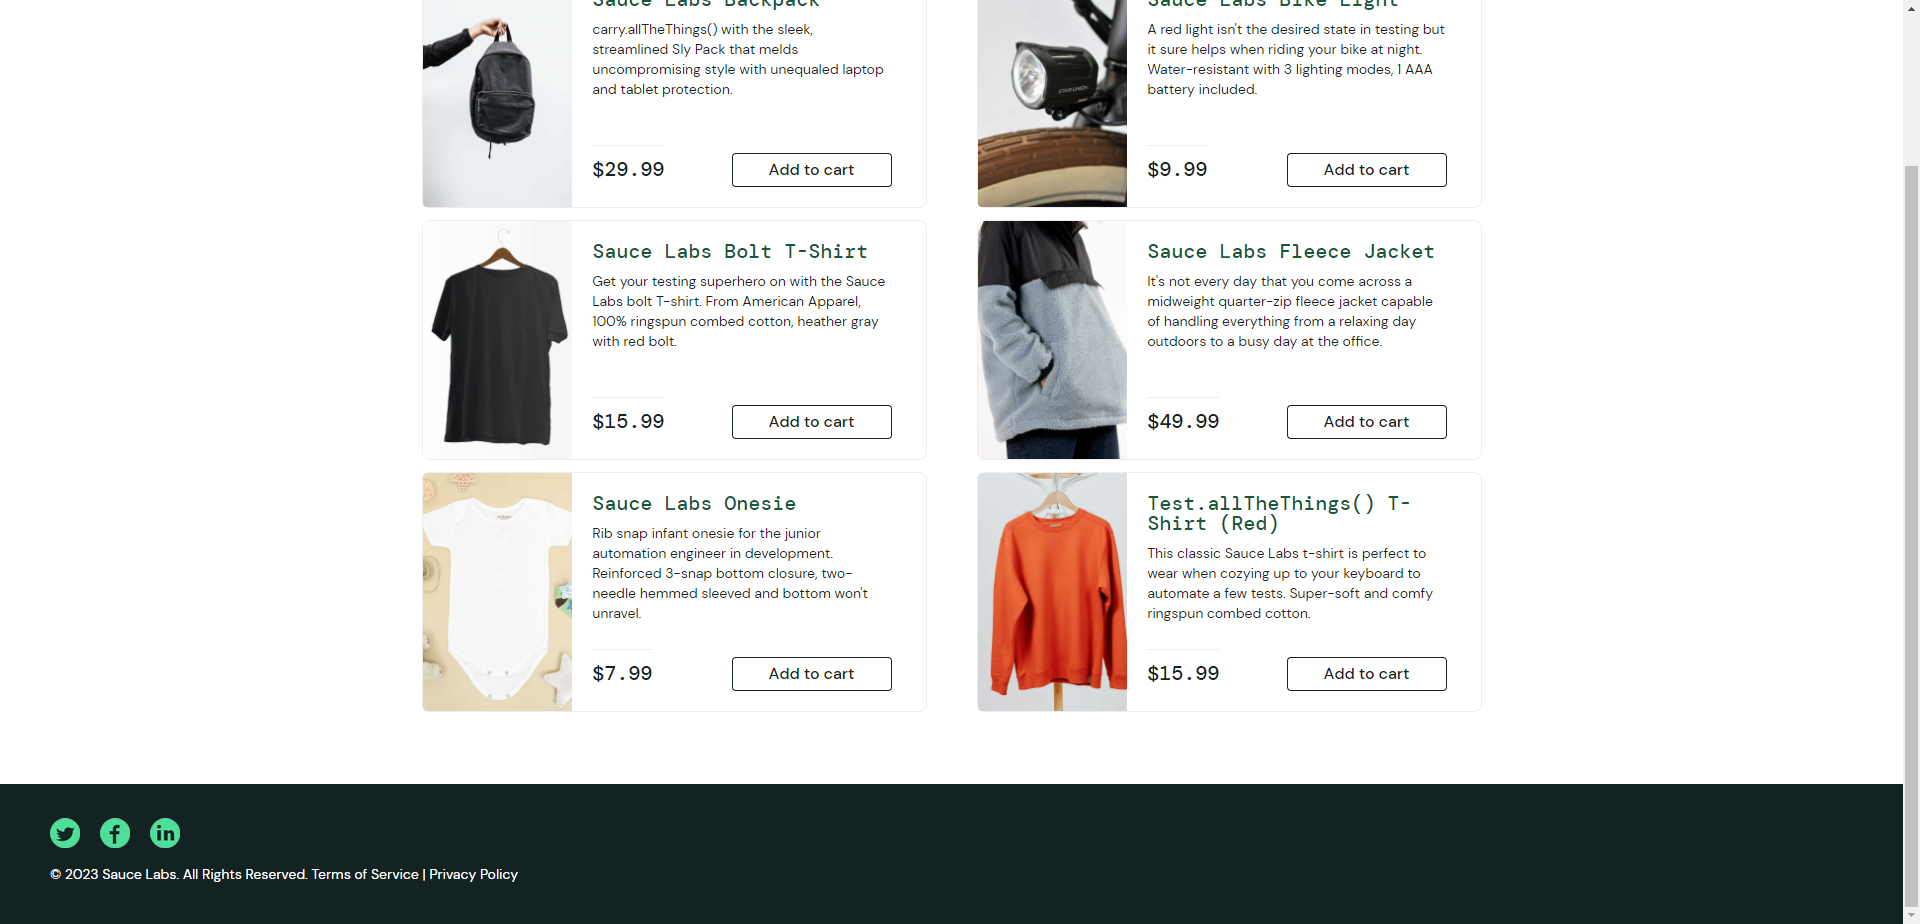 Sauce Labs Backpack
carry.allTheThings() with the sleek,
streamlined Sly Pack that melds
uncompromising style with unequaled laptop
and tablet protection.
$29.99
Add to cart
Sauce Labs Bike Light
A red light isn't the desired state in testing but
it sure helps when riding your bike at night.
Water-resistant with 3 lighting modes, 1 AAA
battery included.
$9.99
Add to cart
STAR UNION
Sauce Labs Bolt T-Shirt
Get your testing superhero on with the Sauce
Labs bolt T-shirt. From American Apparel,
100% ringspun combed cotton, heather gray
with red bolt.
$15.99
Add to cart
Sauce Labs Fleece Jacket
It's not every day that you come across a
midweight quarter-zip fleece jacket capable
of handling everything from a relaxing day
outdoors to a busy day at the office.
$49.99
Add to cart
Sauce Labs Onesie
Rib snap infant onesie for the junior
automation engineer in development.
Reinforced 3-snap bottom closure, two-
needle hemmed sleeved and bottom won't
unravel.
$7.99
Add to cart
Test.allTheThings() T-
Shirt (Red)
This classic Sauce Labs t-shirt is perfect to
wear when cozying up to your keyboard to
automate a few tests. Super-soft and comfy
ringspun combed cotton.
$15.99
Add to cart
© 2023 Sauce Labs. All Rights Reserved. Terms of Service | Privacy Policy